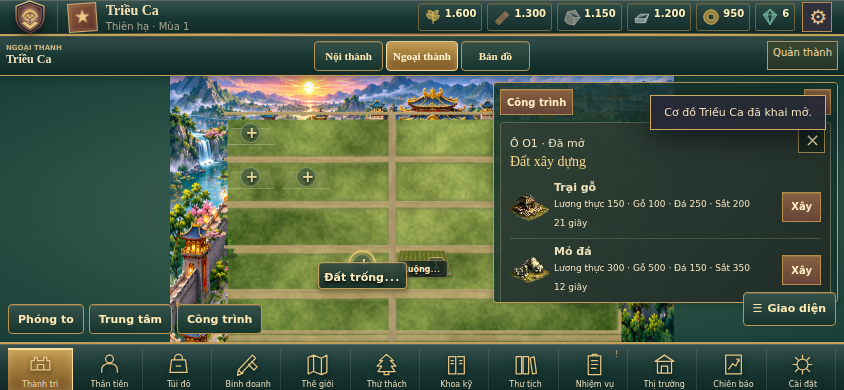 Triều Ca
Thiên hạ · Mùa 1
1.600
1.300
1.150
1.200
950
6
NGOẠI THÀNH
Triều Ca
Nội thành
Ngoại thành
Bản đồ
Quản thành
Công trình
Cơ đồ Triều Ca đã khai mở.
Ô O1 · Đã mở
Đất xây dựng
Trại gỗ
Lương thực 150 · Gỗ 100 · Đá 250 · Sắt 200
21 giây
Xây
Mỏ đá
Lương thực 300 · Gỗ 500 · Đá 150 · Sắt 350
12 giây
Xây
Đất trống...
uộng...
Phóng to
Trung tâm
Công trình
☰ Giao diện
Thành trì
Thân tiên
Túi đồ
Binh doanh
Thế giới
Thử thách
Khoa kỹ
Thư tịch
Nhiệm vụ
!
Thị trường
Chiến báo
Cài đặt